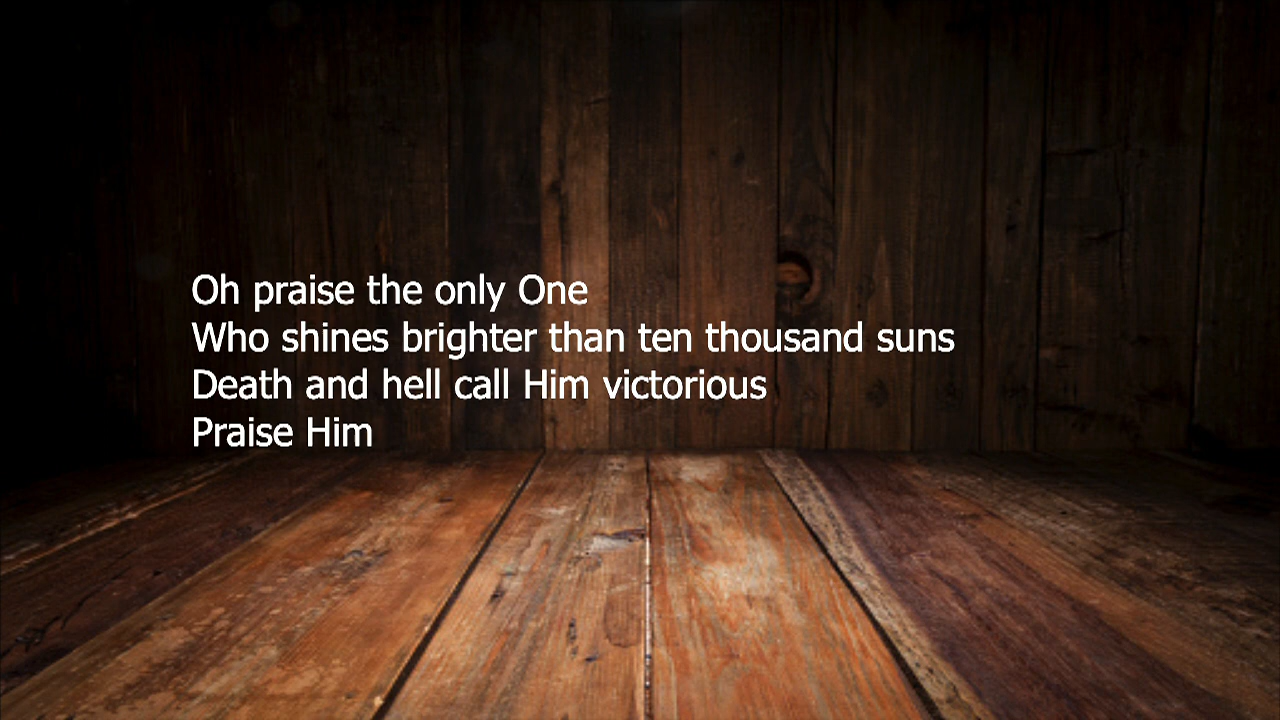 Oh praise the only One
Who shines brighter than ten thousand suns
Death and hell call Him victorious
Praise Him